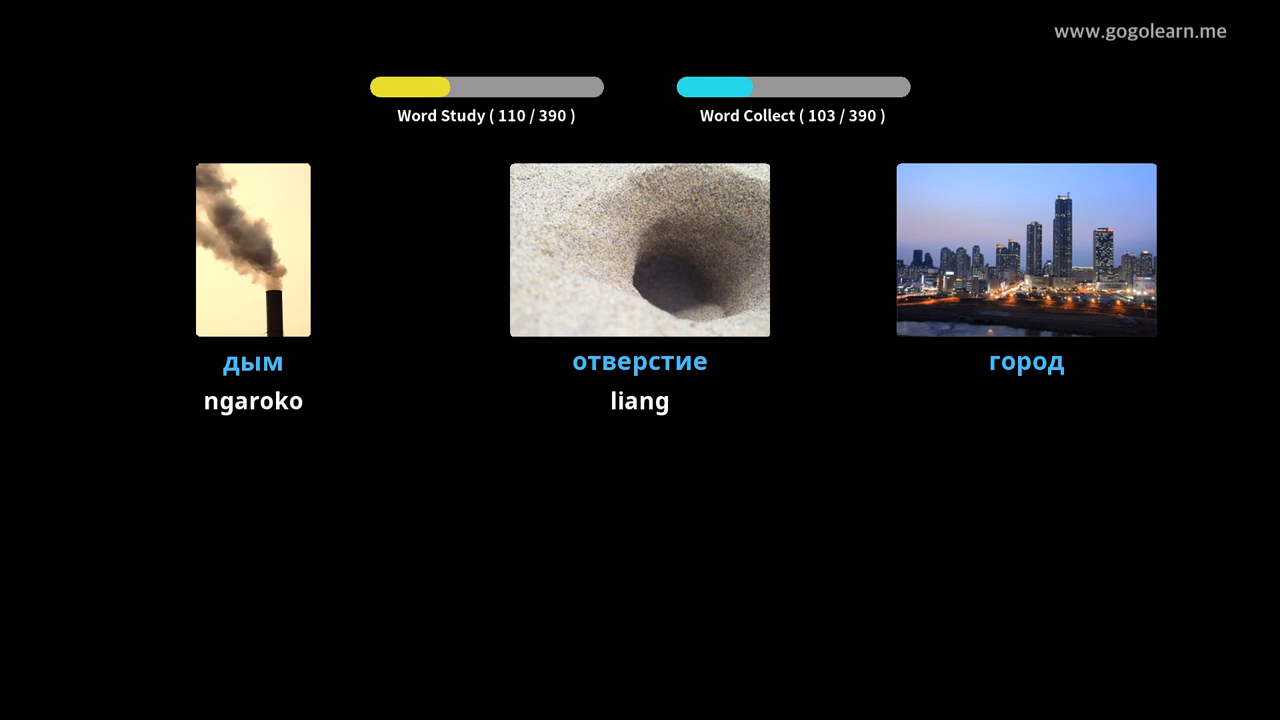 www.gogolearn.me
Word Study ( 110 / 390 )
Word Collect ( 103 / 390 )
дым
отверстие
город
ngaroko
liang